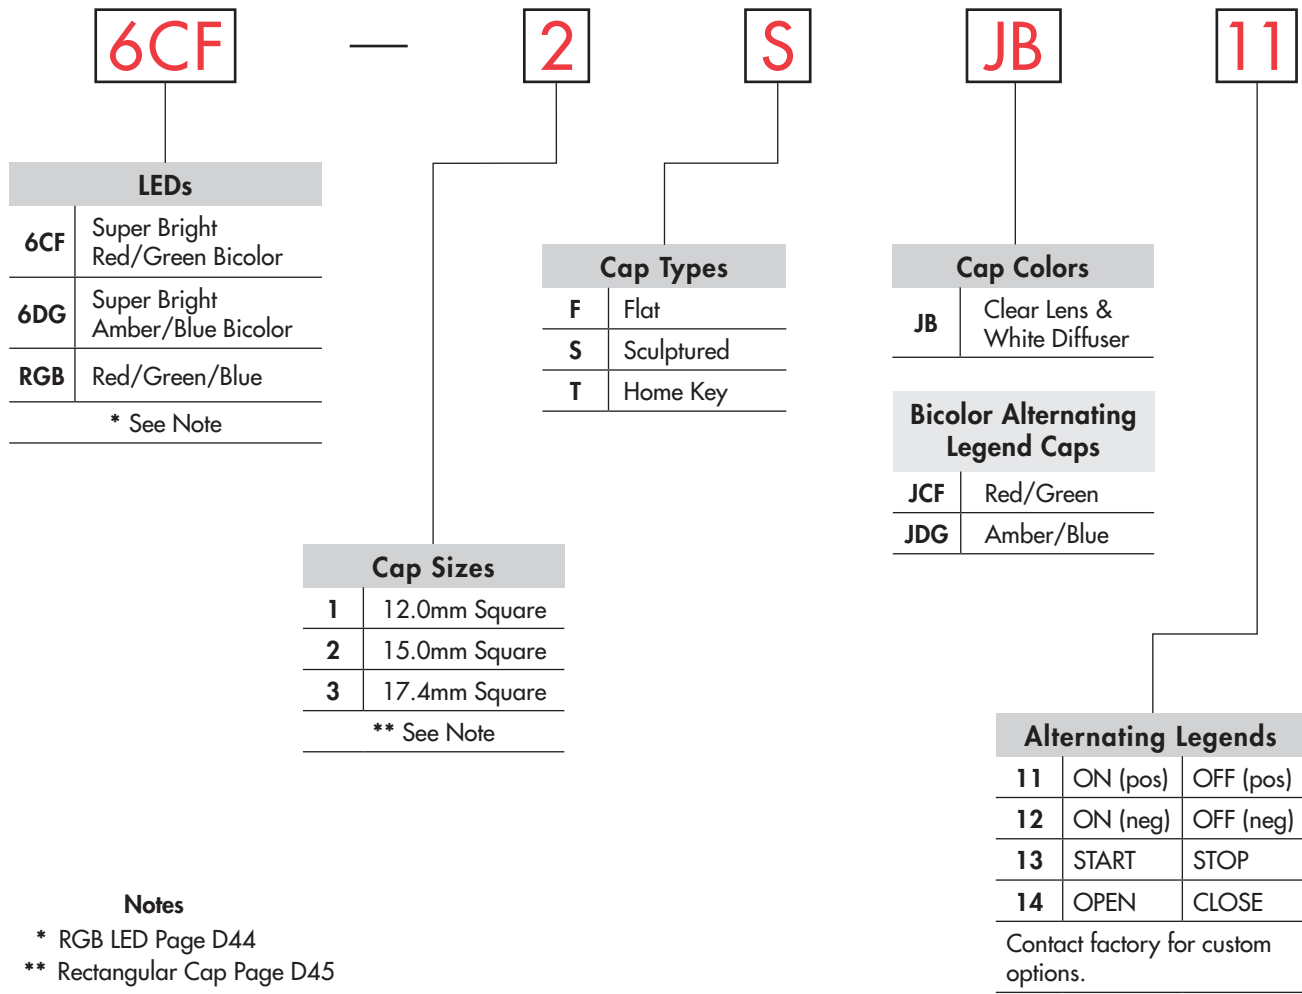 6CF — 2 S JB 11
LEDs
6CF Super Bright
Red/Green Bicolor
6DG Super Bright
Amber/Blue Bicolor
RGB Red/Green/Blue
* See Note
Cap Sizes
1 12.0mm Square
2 15.0mm Square
3 17.4mm Square
** See Note
Cap Types
F Flat
S Sculptured
T Home Key
Cap Colors
JB Clear Lens &
White Diffuser
Bicolor Alternating
Legend Caps
JCF Red/Green
JDG Amber/Blue
Alternating Legends
11 ON (pos) OFF (pos)
12 ON (neg) OFF (neg)
13 START STOP
14 OPEN CLOSE
Contact factory for custom
options.
Notes
* RGB LED Page D44
** Rectangular Cap Page D45